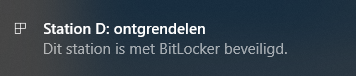 Station D: ontgrendelen
Dit station is met BitLocker beveiligd.